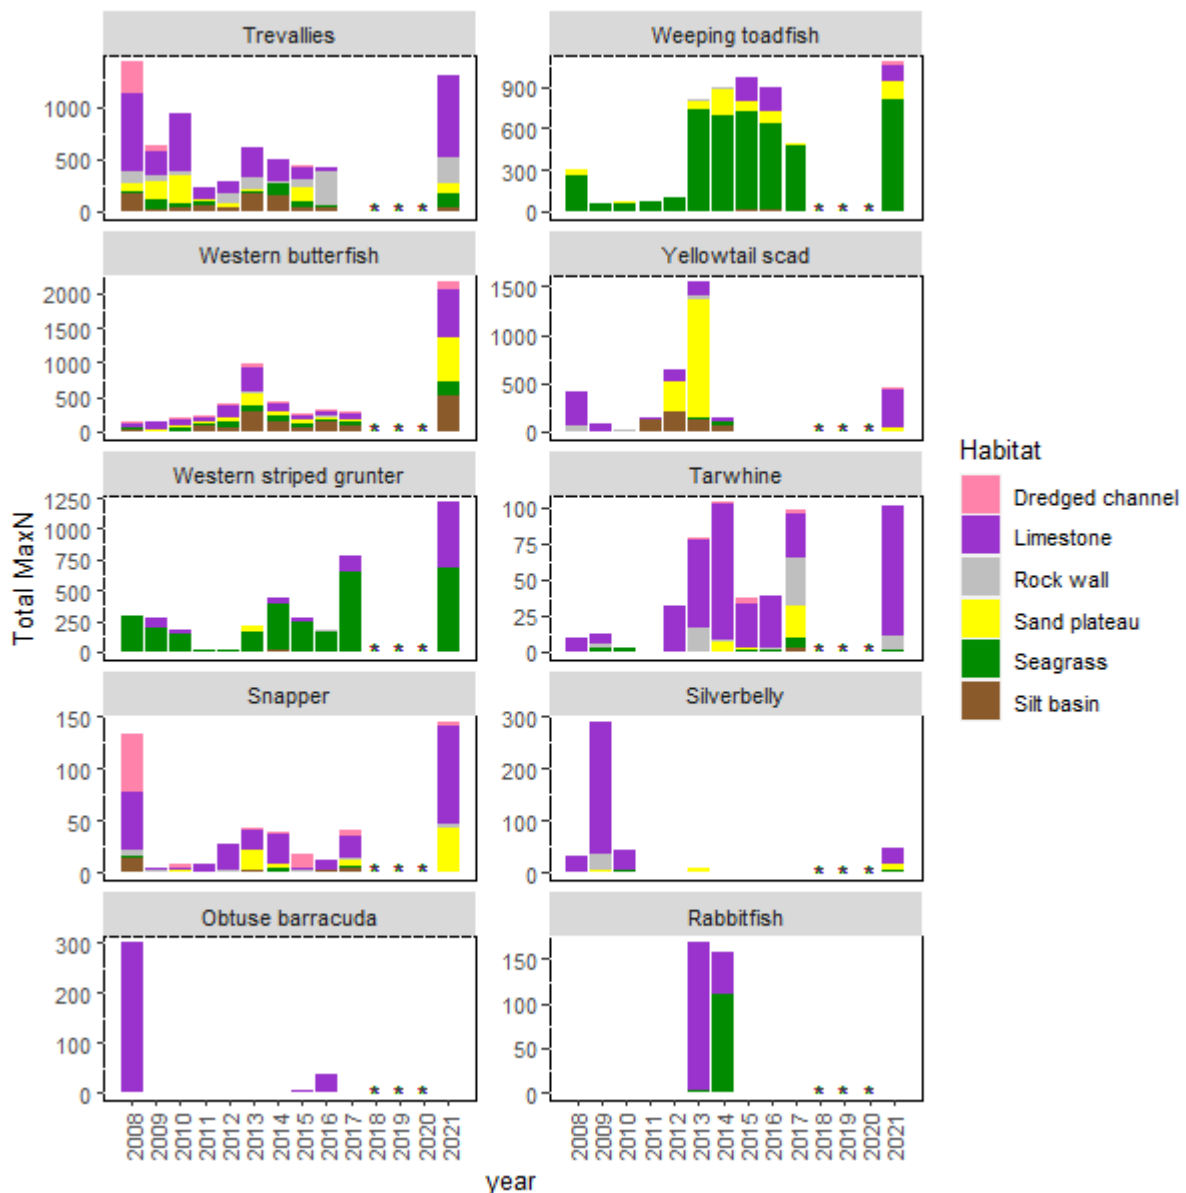 Trevallies
Weeping toadfish
1000
500
0
* * *
900
600
300
0
* * *
Western butterfish
Yellowtail scad
2000
1500
1000
500
0
* * *
1500
1000
500
0
* * *
Western striped grunter
Tarwhine
1250
1000
750
500
250
0
* * *
100
75
50
25
0
* * *
Snapper
Silverbelly
150
100
50
0
* * *
300
200
100
0
* * *
Obtuse barracuda
Rabbitfish
300
200
100
0
* * *
150
100
50
0
* * *
2008 2009 2010 2011 2012 2013 2014 2015 2016 2017 2018 2019 2020 2021
2008 2009 2010 2011 2012 2013 2014 2015 2016 2017 2018 2019 2020 2021
Total MaxN
year
Habitat
Dredged channel
Limestone
Rock wall
Sand plateau
Seagrass
Silt basin